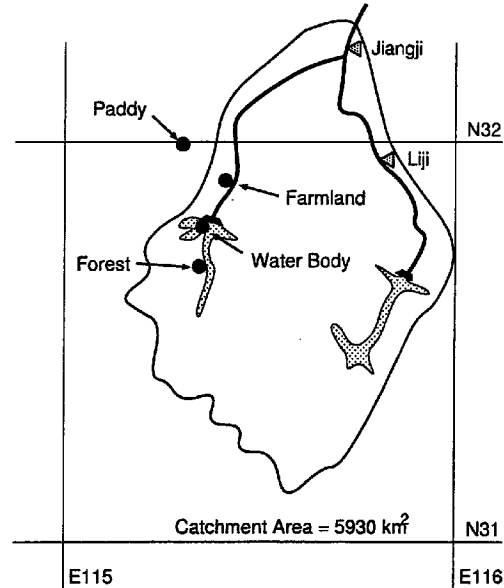 Jiangji
Paddy
N32
Liji
Farmland
Forest
Water Body
Catchment Area = 5930 km²
N31
E115
E116